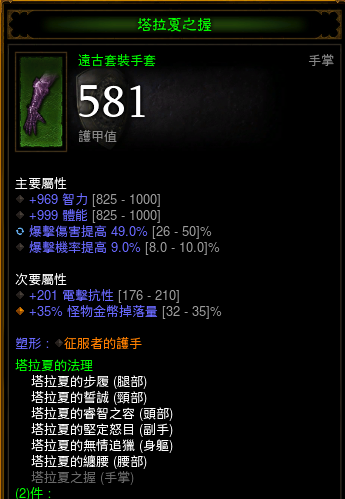 塔拉夏之握
遠古套裝手套 手掌
581
護甲值
主要屬性
+969 智力 [825 - 1000]
+999 體能 [825 - 1000]
爆擊傷害提高 49.0% [26 - 50]%
爆擊機率提高 9.0% [8.0 - 10.0]%
次要屬性
+201 電擊抗性 [176 - 210]
+35% 怪物金幣掉落量 [32 - 35]%
塑形：征服者的護手
塔拉夏的法理
塔拉夏的步履 (腿部)
塔拉夏的誓誠 (頸部)
塔拉夏的睿智之容 (頭部)
塔拉夏的堅定怒目 (副手)
塔拉夏的無情追獵 (身軀)
塔拉夏的纏腰 (腰部)
塔拉夏之握 (手掌)
(2)件：